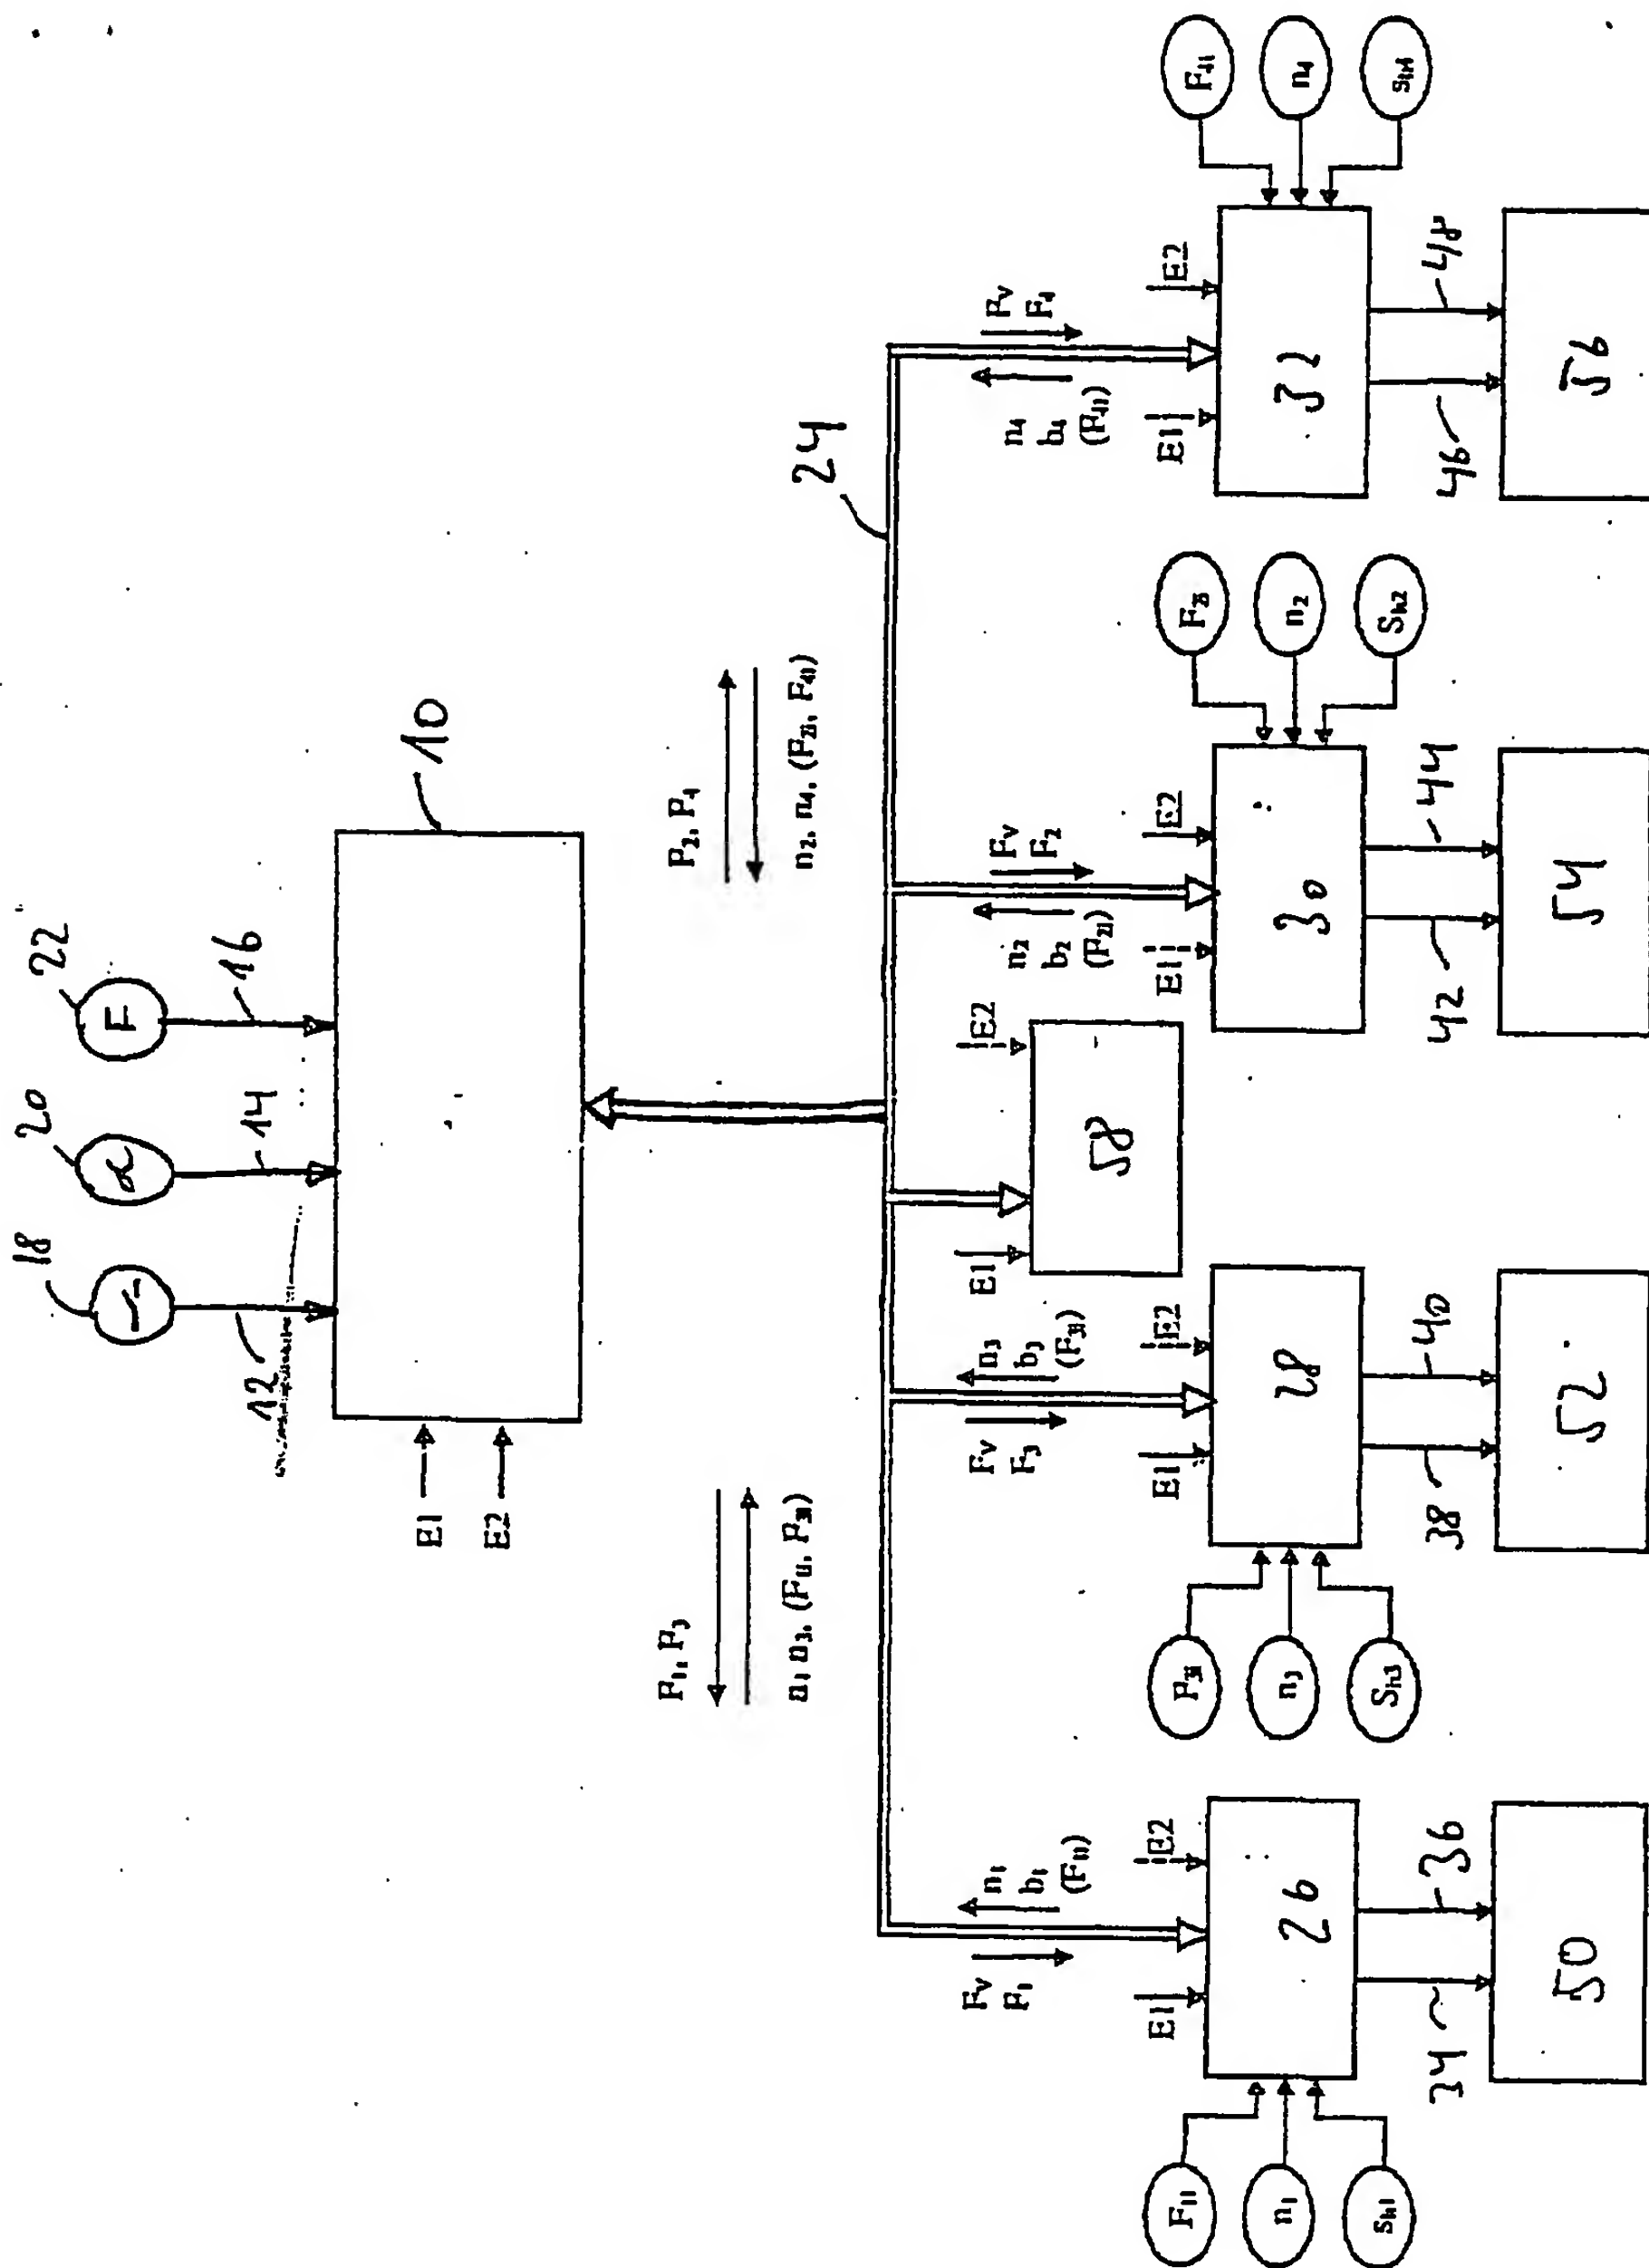 18
20
22
F
α
12
14
16
E1
E2
10
F1, F3
n1 n3, (F1i, F3i)
F2, F4
n2, n4, (F2i, F4i)
24
Fv
F1
n1
b1
(F1i)
Fv
F3
n3
b3
(F3i)
n2
b2
(F2i)
Fv
F2
n4
b4
(F4i)
Fv
F4
E1
E2
E1
E2
E1
E2
E1
E2
E1
E2
58
F1i
n1
Sh1
26
F3i
n3
Sh3
28
30
F2i
n2
Sh2
32
F4i
n4
Sh4
34
36
38
40
42
44
46
48
50
52
54
56